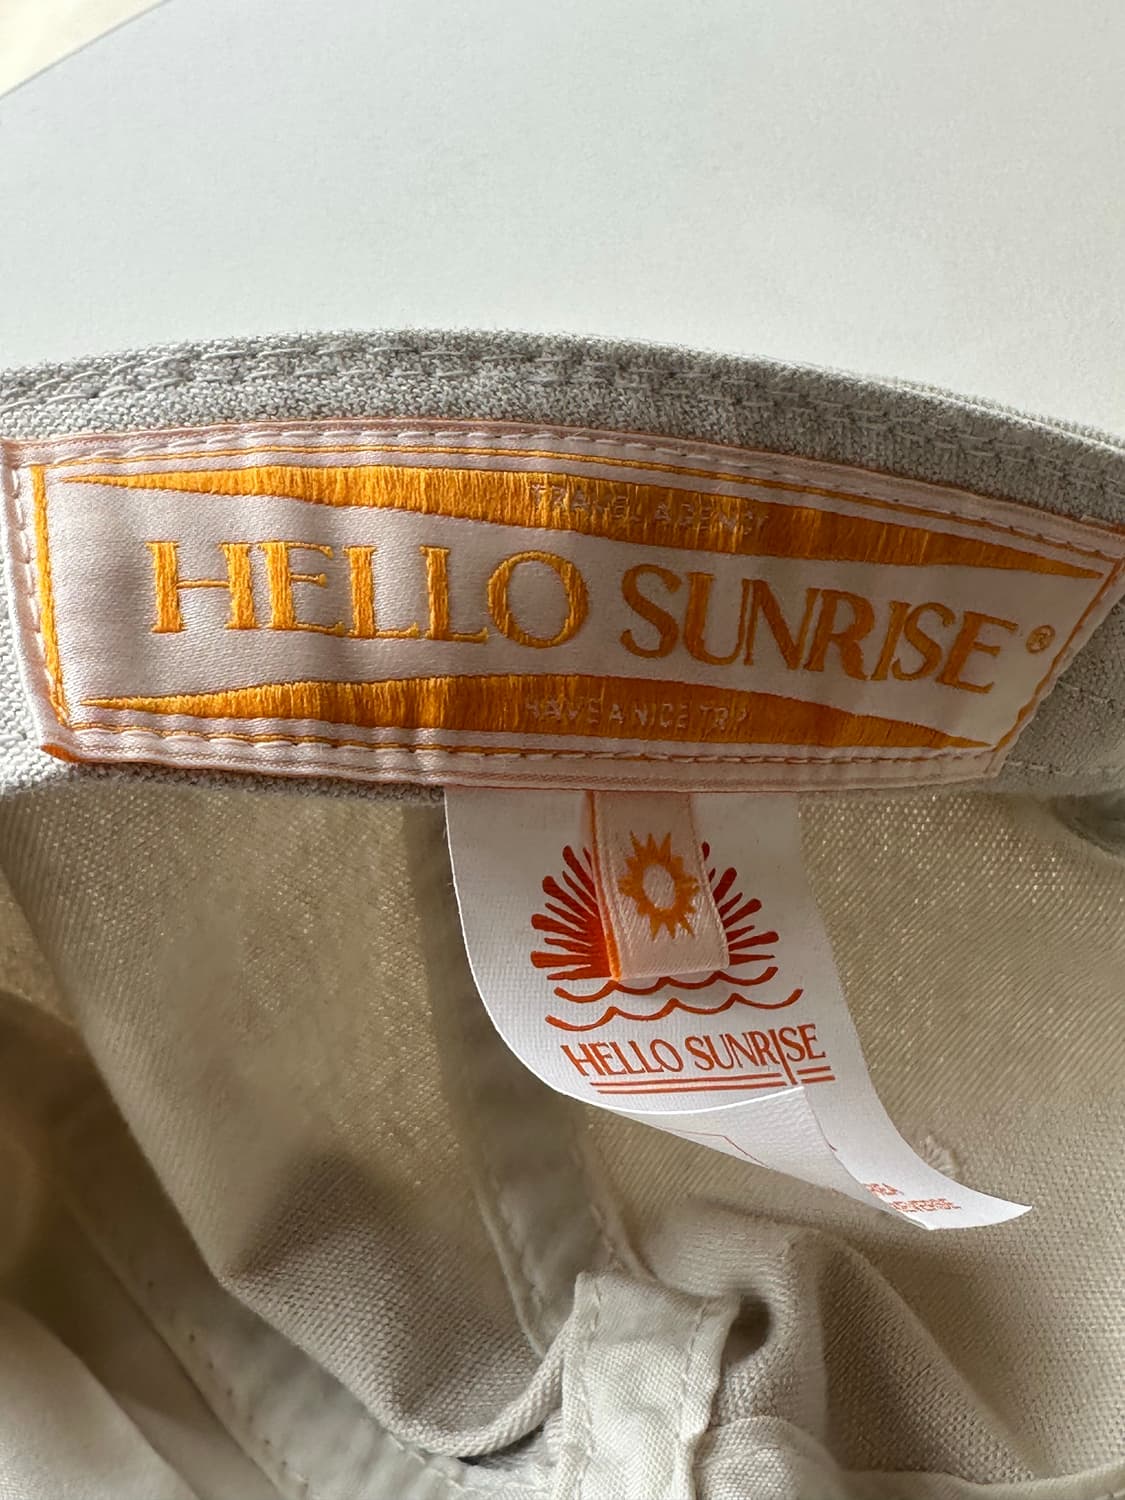 TRAVEL AGENCY
HELLO SUNRISE ®
HAVE A NICE TRIP
HELLO SUNRISE